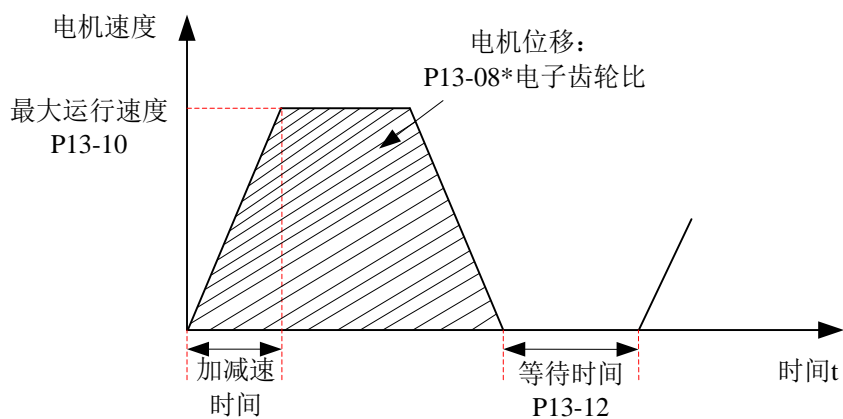 电机速度
电机位移：
P13-08*电子齿轮比
最大运行速度
P13-10
加减速
时间
等待时间
P13-12
时间t